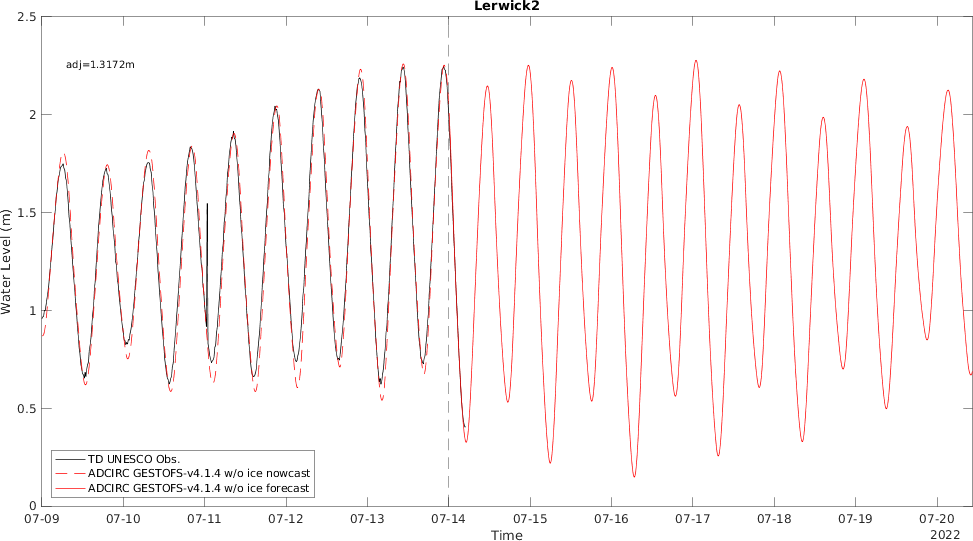 Lerwick2
adj=1.3172m
2.5
2
1.5
1
0.5
0
Water Level (m)
TD UNESCO Obs.
ADCIRC GESTOFS-v4.1.4 w/o ice nowcast
ADCIRC GESTOFS-v4.1.4 w/o ice forecast
07-09 07-10 07-11 07-12 07-13 07-14 07-15 07-16 07-17 07-18 07-19 07-20
2022
Time